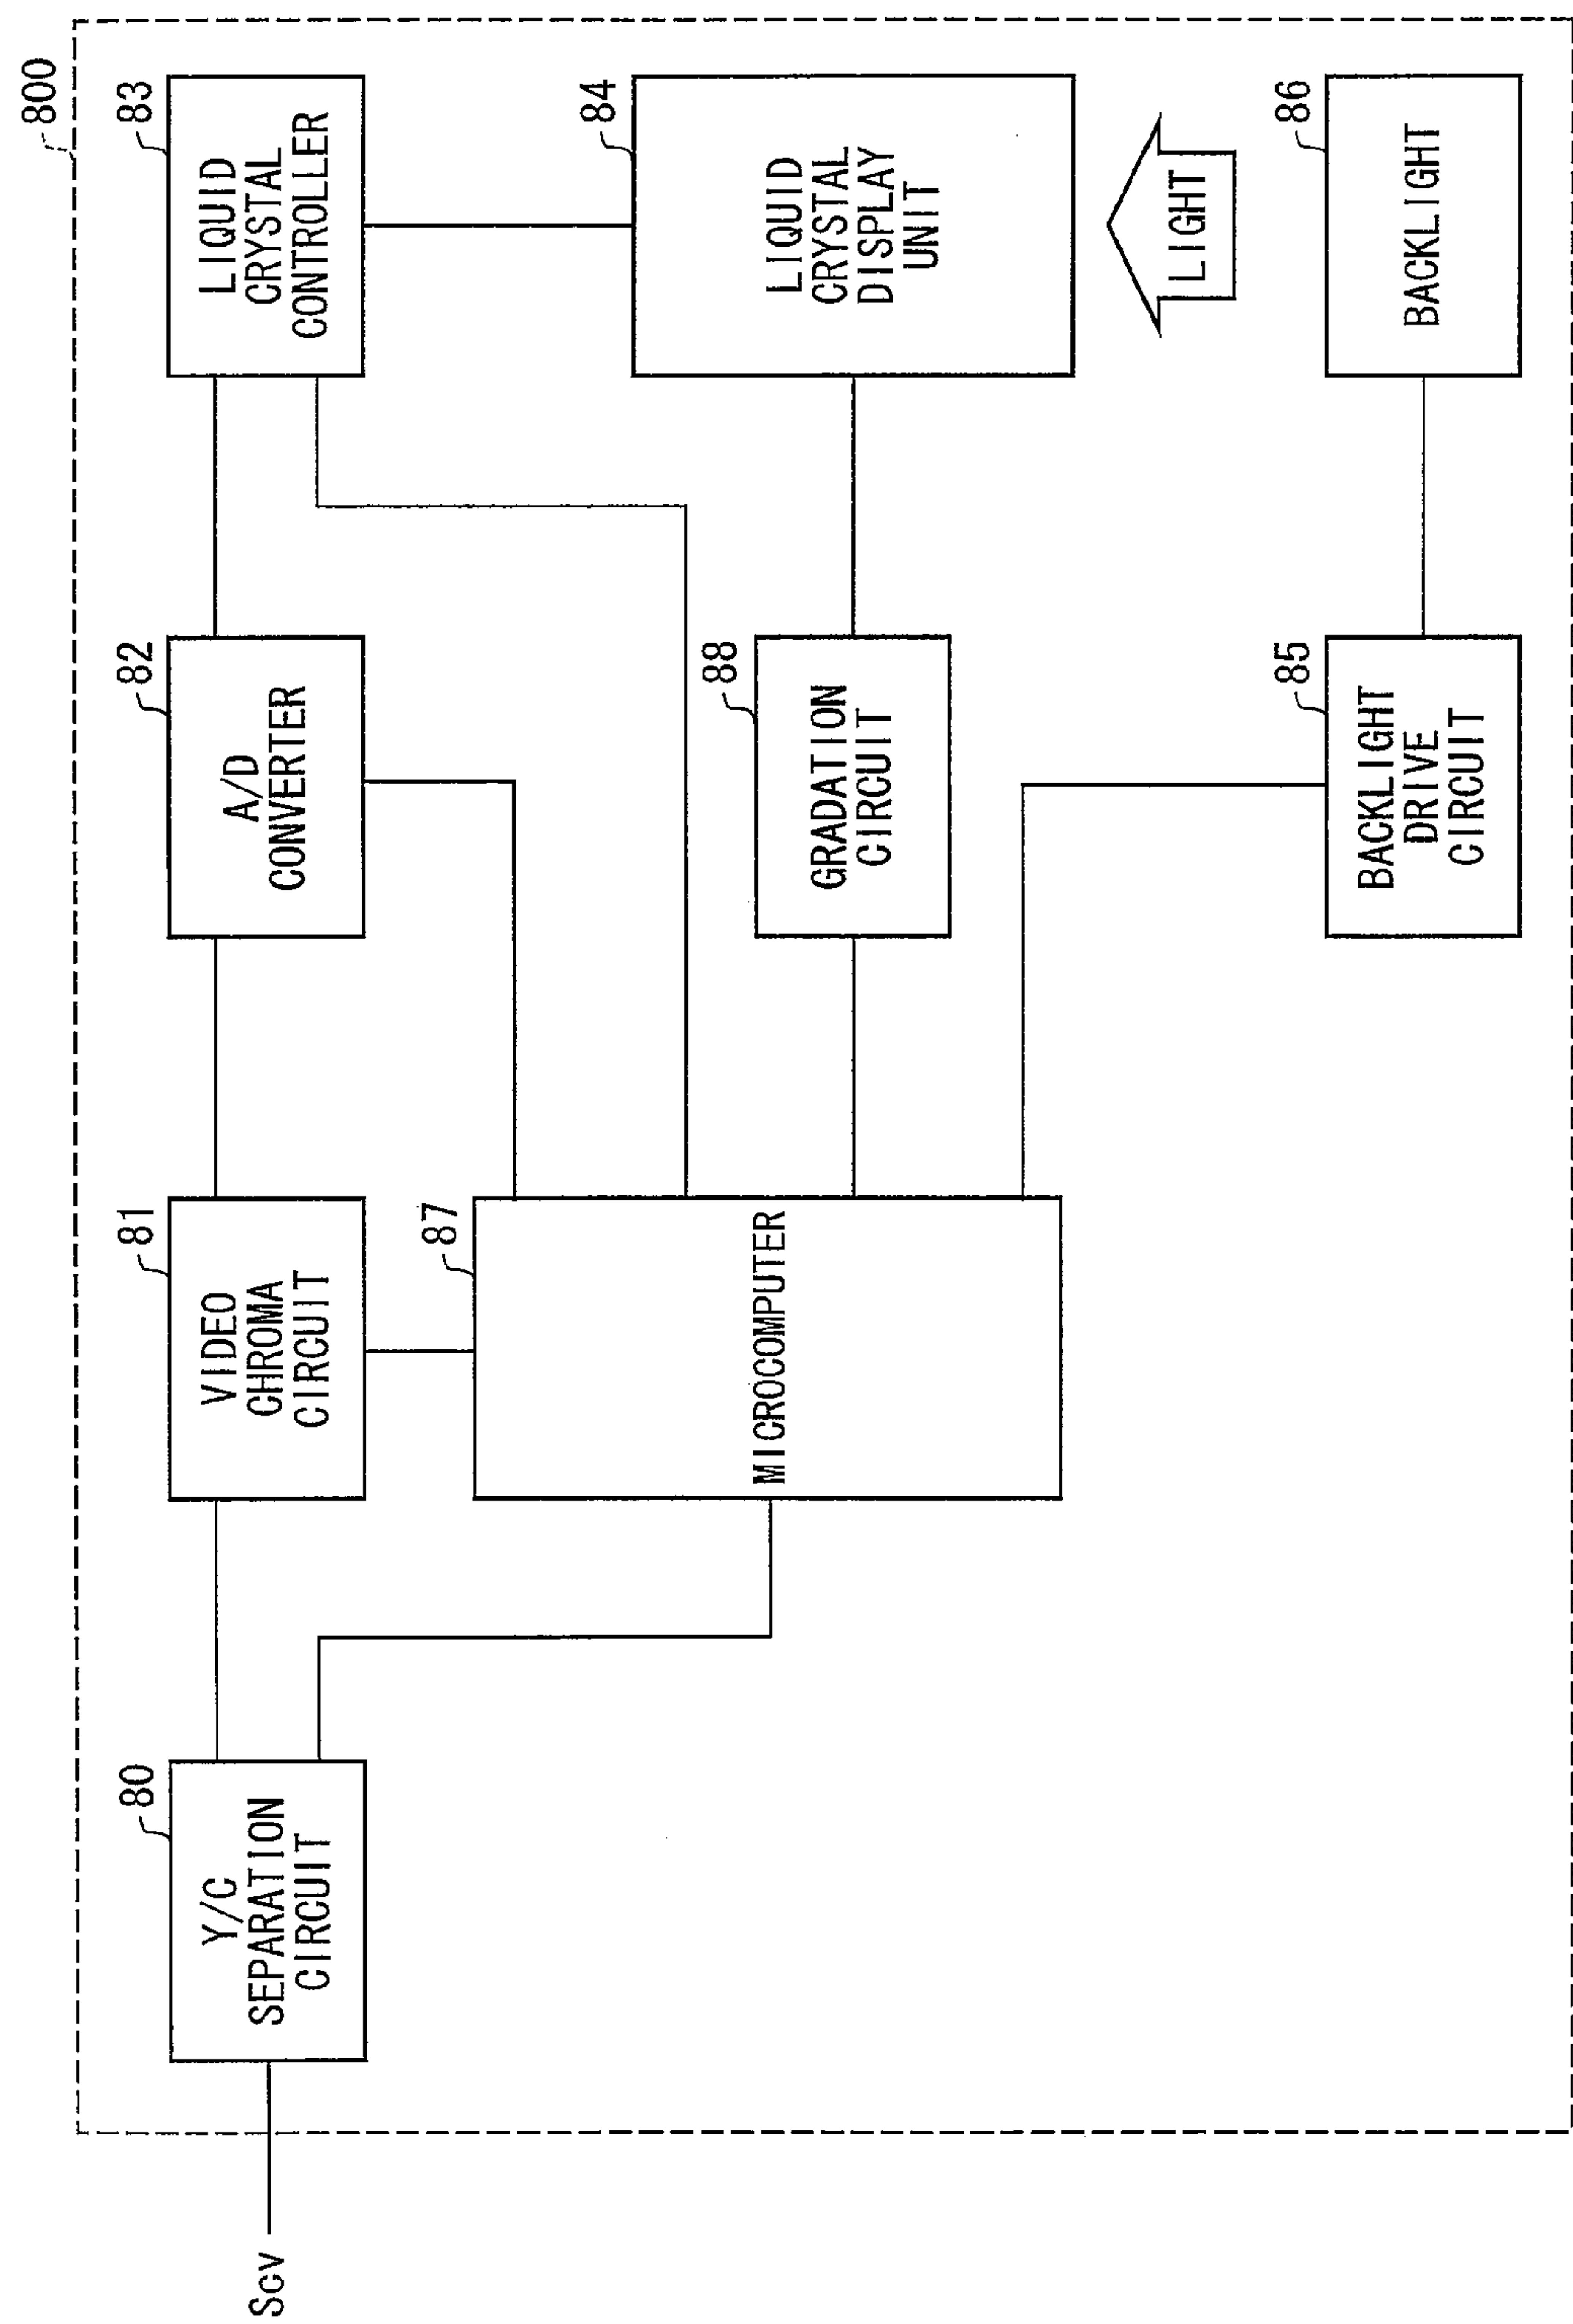 800
80
Y/C
SEPARATION
CIRCUIT
81
VIDEO
CHROMA
CIRCUIT
82
A/D
CONVERTER
83
LIQUID
CRYSTAL
CONTROLLER
Scv
87
MICROCOMPUTER
88
GRADATION
CIRCUIT
84
LIQUID
CRYSTAL
DISPLAY
UNIT
LIGHT
85
BACKLIGHT
DRIVE
CIRCUIT
86
BACKLIGHT